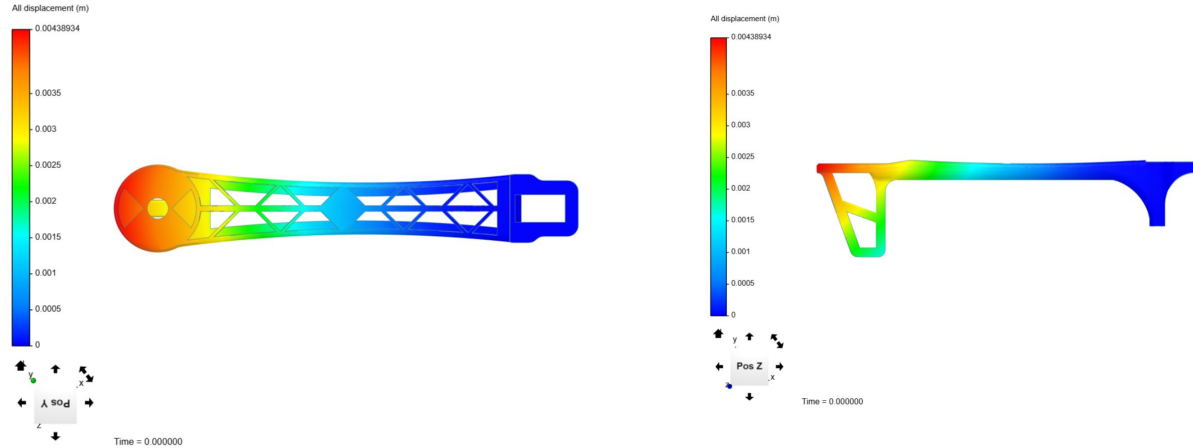 All displacement (m)
0.00438934
0.0035
0.003
0.0025
0.002
0.0015
0.001
0.0005
0
y
x
Pos Y
z
Time = 0.000000
All displacement (m)
0.00438934
0.0035
0.003
0.0025
0.002
0.0015
0.001
0.0005
0
y
Pos Z
z
x
Time = 0.000000